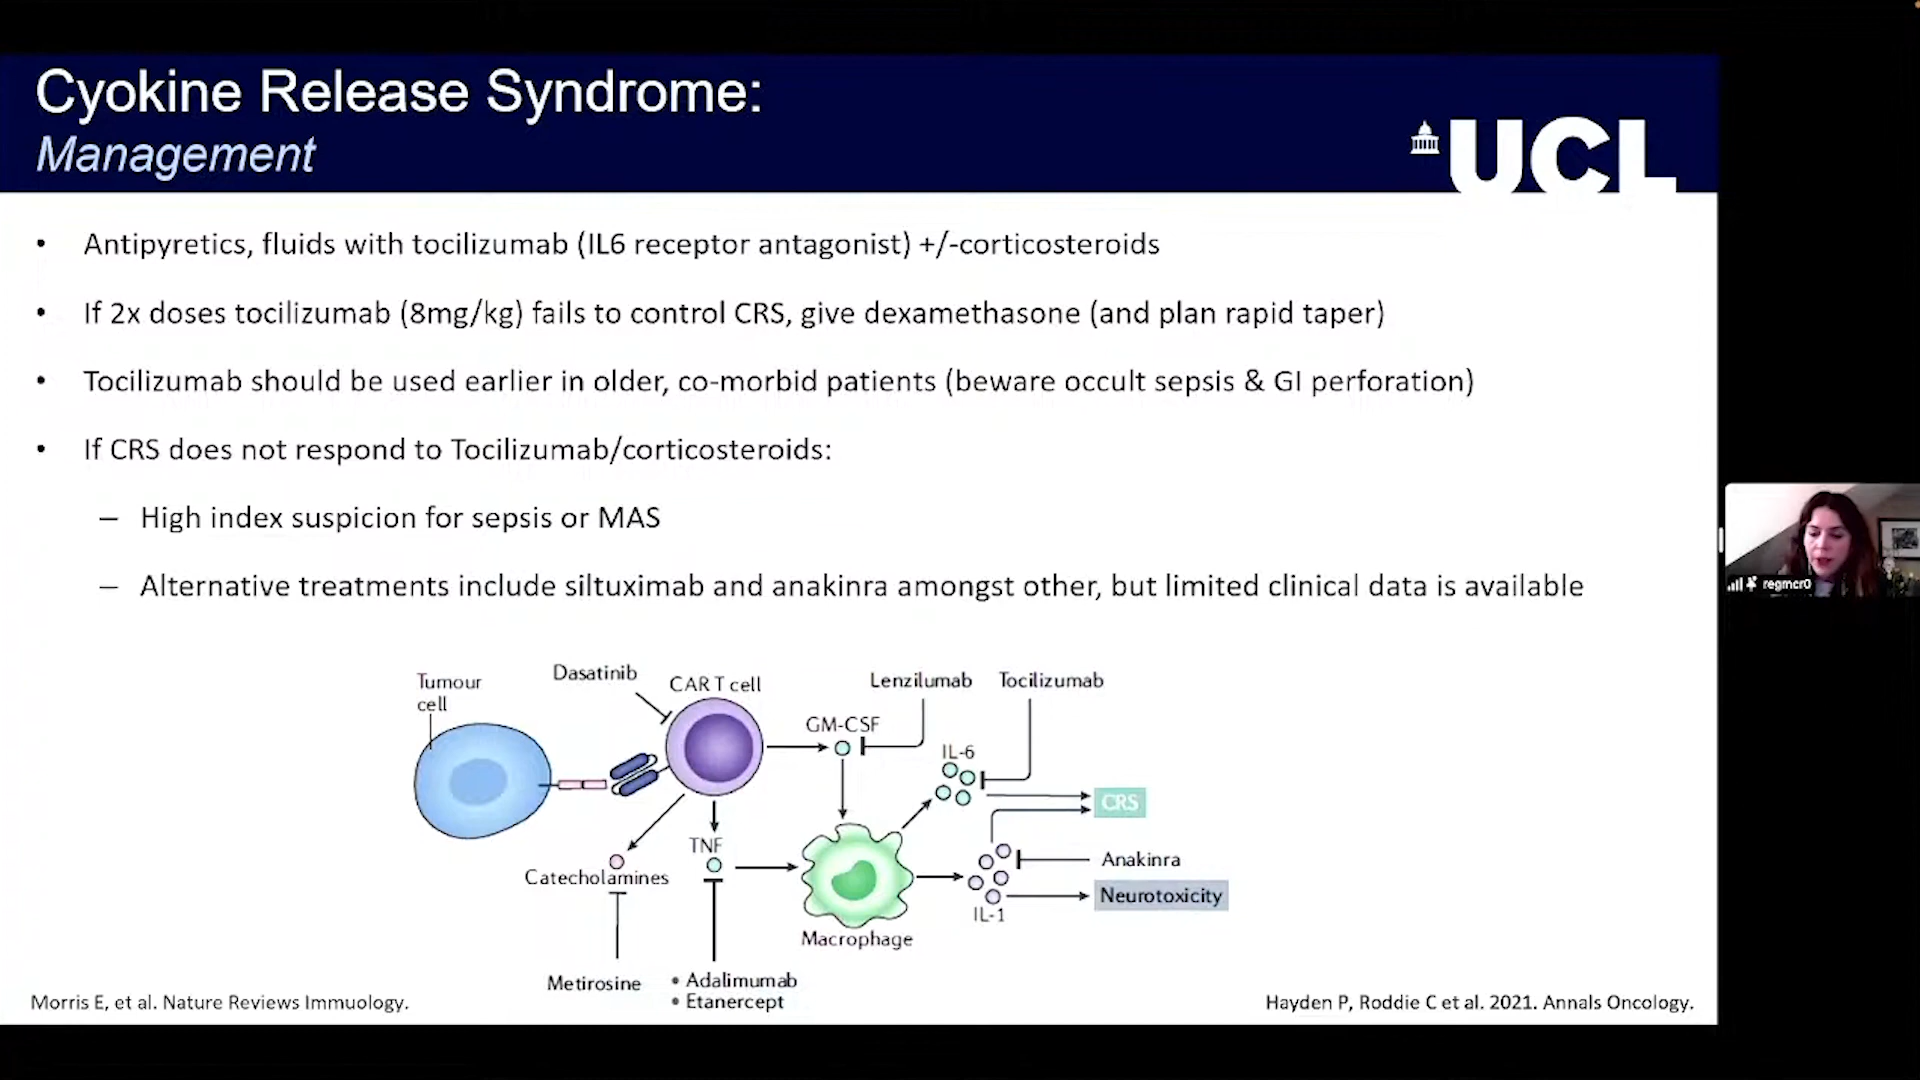 Cyokine Release Syndrome:
Management
UCL
• Antipyretics, fluids with tocilizumab (IL6 receptor antagonist) +/-corticosteroids
• If 2x doses tocilizumab (8mg/kg) fails to control CRS, give dexamethasone (and plan rapid taper)
• Tocilizumab should be used earlier in older, co-morbid patients (beware occult sepsis & GI perforation)
• If CRS does not respond to Tocilizumab/corticosteroids:
– High index suspicion for sepsis or MAS
– Alternative treatments include siltuximab and anakinra amongst other, but limited clinical data is available
regmcr0
Tumour
cell
Dasatinib
CAR T cell
Lenzilumab
Tocilizumab
GM-CSF
IL-6
CRS
TNF
Catecholamines
Anakinra
Neurotoxicity
IL-1
Macrophage
Metirosine
• Adalimumab
• Etanercept
Morris E, et al. Nature Reviews Immuology.
Hayden P, Roddie C et al. 2021. Annals Oncology.